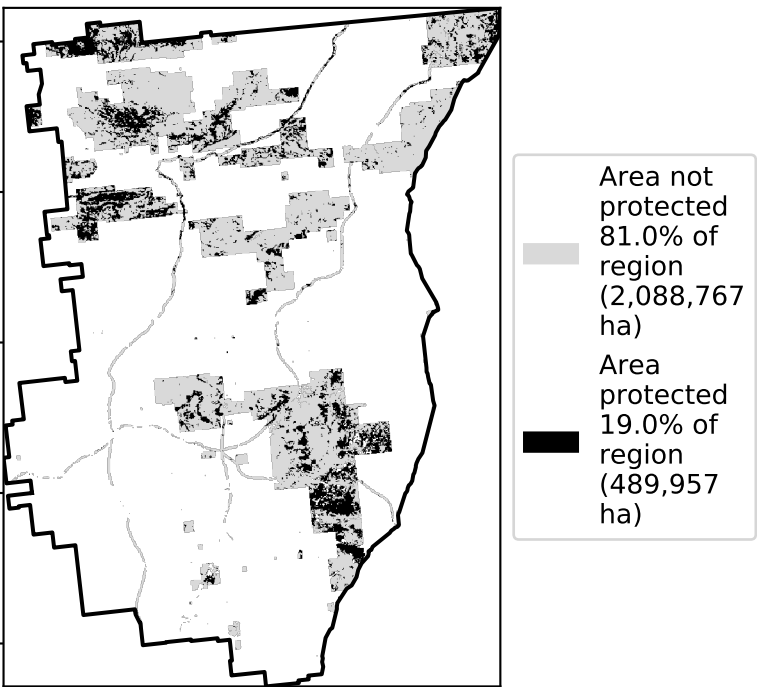 Area not
protected
81.0% of
region
(2,088,767
ha)
Area
protected
19.0% of
region
(489,957
ha)